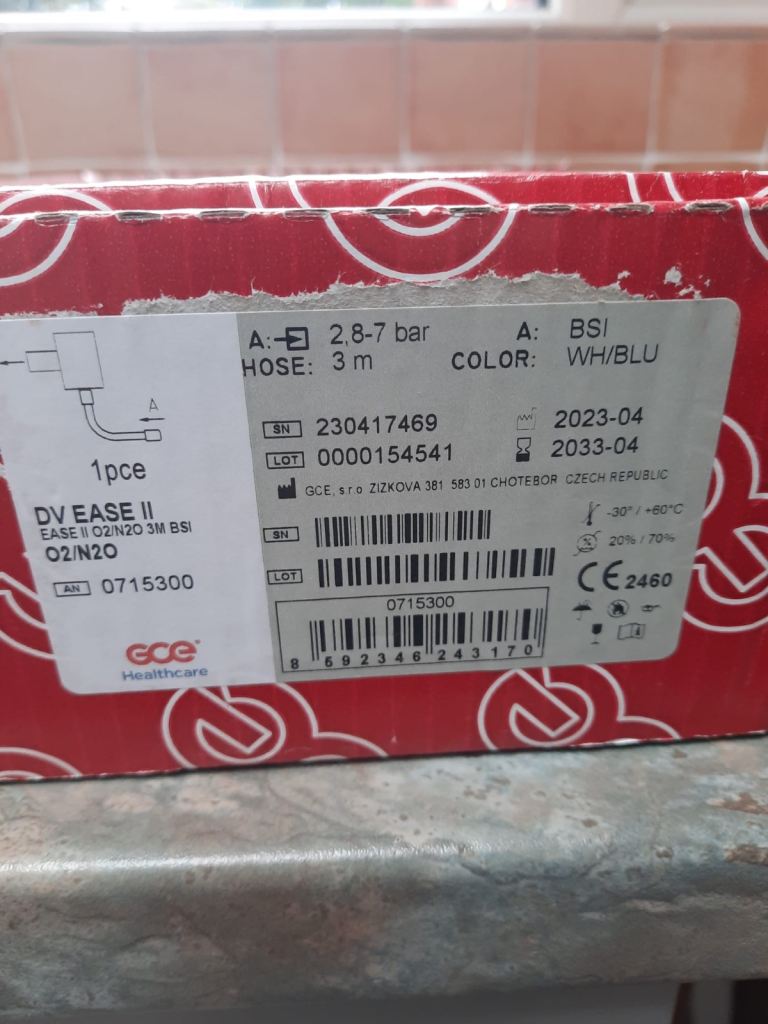 A
1pce
DV EASE II
EASE II O2/N2O 3M BSI
O2/N2O
AN 0715300
GCE
Healthcare
A: 2,8-7 bar A: BSI
HOSE: 3 m COLOR: WH/BLU
SN 230417469 2023-04
LOT 0000154541 2033-04
GCE, s.r.o ZIZKOVA 381 583 01 CHOTEBOR CZECH REPUBLIC
SN -30° / +60°C
20% / 70%
LOT
CE 2460
0715300
8 592346 243170